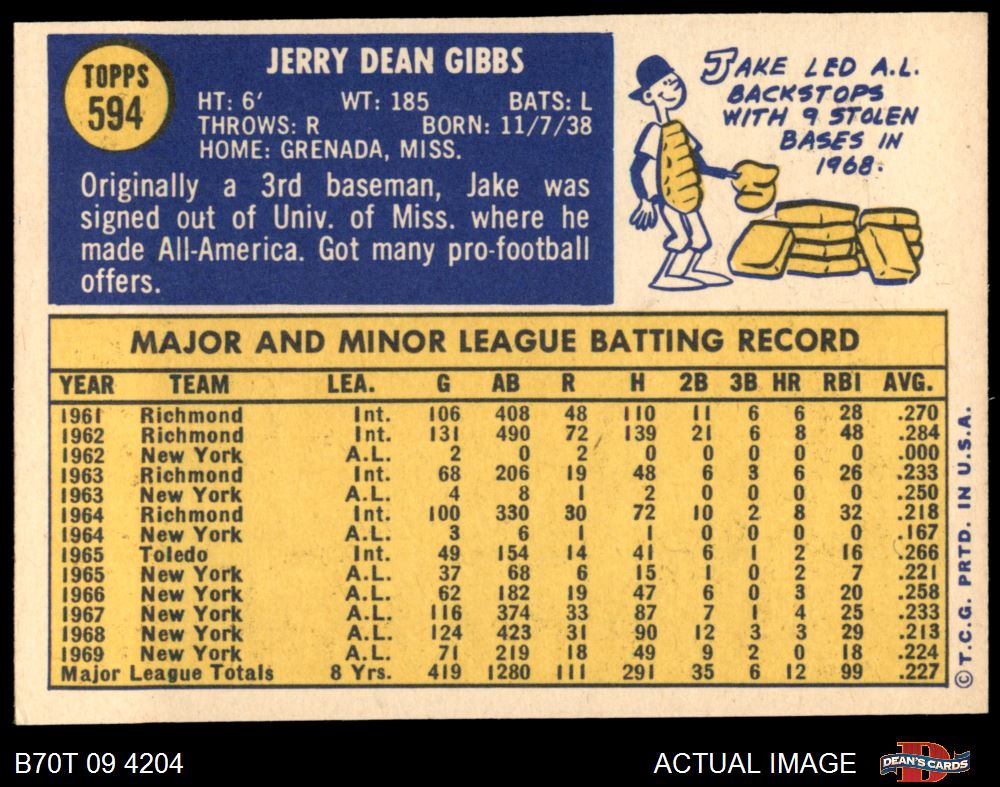 TOPPS
594
JERRY DEAN GIBBS
HT: 6' WT: 185 BATS: L
THROWS: R BORN: 11/7/38
HOME: GRENADA, MISS.
Originally a 3rd baseman, Jake was
signed out of Univ. of Miss. where he
made All-America. Got many pro-football
offers.
JAKE LED A.L.
BACKSTOPS
WITH 9 STOLEN
BASES IN
1968.
MAJOR AND MINOR LEAGUE BATTING RECORD
YEAR TEAM LEA. G AB R H 2B 3B HR RBI AVG.
1961 Richmond Int. 106 408 48 110 11 6 6 28 .270
1962 Richmond Int. 131 490 72 139 21 6 8 48 .284
1962 New York A.L. 2 0 2 0 0 0 0 0 .000
1963 Richmond Int. 68 206 19 48 6 3 6 26 .233
1963 New York A.L. 4 8 1 2 0 0 0 0 .250
1964 Richmond Int. 100 330 30 72 10 2 8 32 .218
1964 New York A.L. 3 6 1 1 0 0 0 0 .167
1965 Toledo Int. 49 154 14 41 6 1 2 16 .266
1965 New York A.L. 37 68 6 15 1 0 2 7 .221
1966 New York A.L. 62 182 19 47 6 0 3 20 .258
1967 New York A.L. 116 374 33 87 7 1 4 25 .233
1968 New York A.L. 124 423 31 90 12 3 3 29 .213
1969 New York A.L. 71 219 18 49 9 2 0 18 .224
Major League Totals 8 Yrs. 419 1280 111 291 35 6 12 99 .227
© T.C.G. PRTD. IN U.S.A.
B70T 09 4204
ACTUAL IMAGE
DEAN'S CARDS